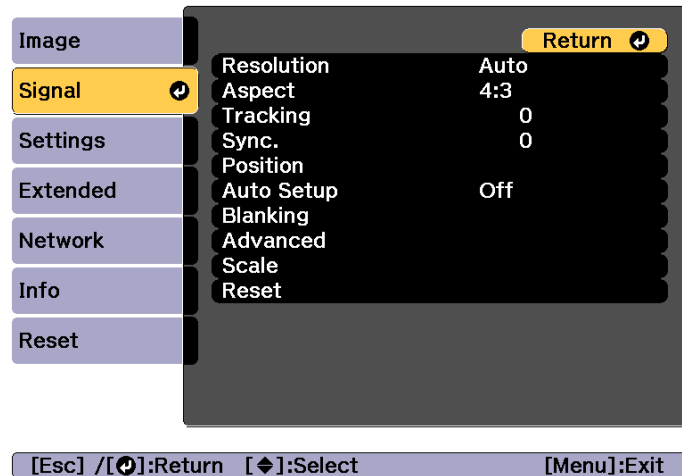 Image
Signal
Settings
Extended
Network
Info
Reset
Return
Resolution Auto
Aspect 4:3
Tracking 0
Sync. 0
Position
Auto Setup Off
Blanking
Advanced
Scale
Reset
[Esc] /[⏎]:Return [◆]:Select [Menu]:Exit